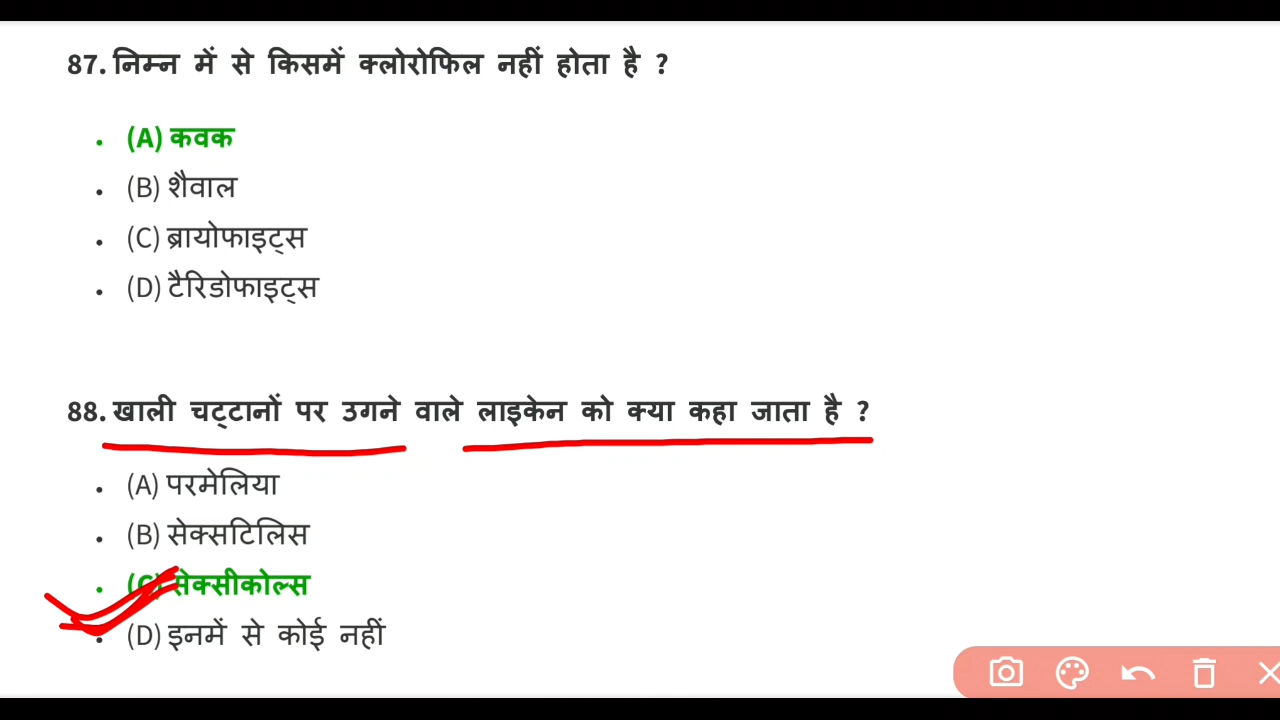 87. निम्न में से किसमें क्लोरोफिल नहीं होता है ?
(A) कवक
(B) शैवाल
(C) ब्रायोफाइट्स
(D) टैरिडोफाइट्स
88. खाली चट्टानों पर उगने वाले लाइकेन को क्या कहा जाता है ?
(A) परमेलिया
(B) सेक्सटिलिस
(C) सेक्सीकोल्स
(D) इनमें से कोई नहीं